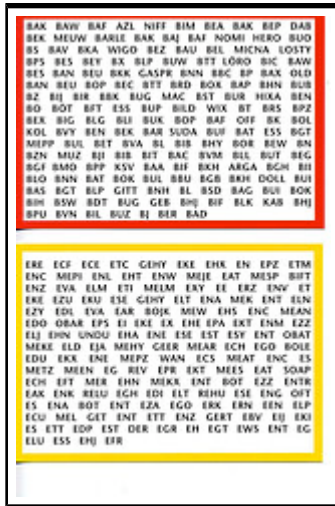 BAK BAW BAF AZL NIFF BIM BEA BAK BEP DAB
BEK MEUW BARLE BAK BAJ BAF NOMI HERO BUO
BS BAV BKA WIGO BEZ BAU BEL MICNA LOSTY
BPS BES BEY BX BLP BUW BTT LÖRO BIC BAW
BES BAN BEU BKK GASPR BNN BBC BP BAX OLD
BAN BEU BOP BEC BTT BRD BOX BAP BHN BUB
BZ BIJ BIR BBK BUG MAC BST BUR HIXA BEN
BO BÖT BFT ESS BUP BILD WIX BT BRS BPZ
BEX BIG BLG BLI BUK BOP BAF OFF BK BOL
KOL BVY BEN BEK BAR SUDA BUF BAT ESS BGT
MEPP BUL BET BVA BL BIB BHY BOR BEW BN
BZN MUZ BJI BIB BIT BAC BVM BLL BUT BEG
BGF BMO BPP KSV BAA BIF BKH ARGA BGH BII
BLO BNN BAT BOK BUL BBU BGB BKH DOLL BUI
BAS BGT BLP GITT BNH BL BSD BAG BUI BOK
BIH BSW BDT BUG GEB BHJ BIF BLK KAB BHJ
BPU BVN BIL BUZ BJ BER BAD
ERE ECF ECE ETC GEHY EKE EHK EN EPZ ETM
ENC MEPI ENL EHT ENW MEJE EAT MESP BIFT
ENZ EVA ELM ETI MELM EXY EE ERZ ENV ET
EKE EZU EKU ESE GEHY ELT ENA MEK ENT ELN
EZY EDL EVA EAR BOJK MEW EHS ENC MEAN
EDO OBAR EPS EI EKE EX EHE EPA EKT ENM EZZ
ELJ EHN UNDU EHA ENE ESE EST ESY ENT OBAT
MEKE ELD EJA MEHY GEER MEAR ECH EGO BOLE
EDU EKX ENE MEPZ WAN ECS MEAT ENC ES
METZ MEEN EG REV EPR EKT MEES EAT SOAP
ECH EFT MER EHN MEKX ENT BOT EZZ ENTR
EAK ENK RELU EGH EDI ELT REHU ESE ENG OFT
ES ENA BOT ENT EZA EGO ERK ERN EEN ELP
ECU MEL GET ENT ETT ENZ GERT EBV EIJ EKI
ES ETT EDP EST DER EGR EH EGT EWS ENT EG
ELU ESS EHJ EFR